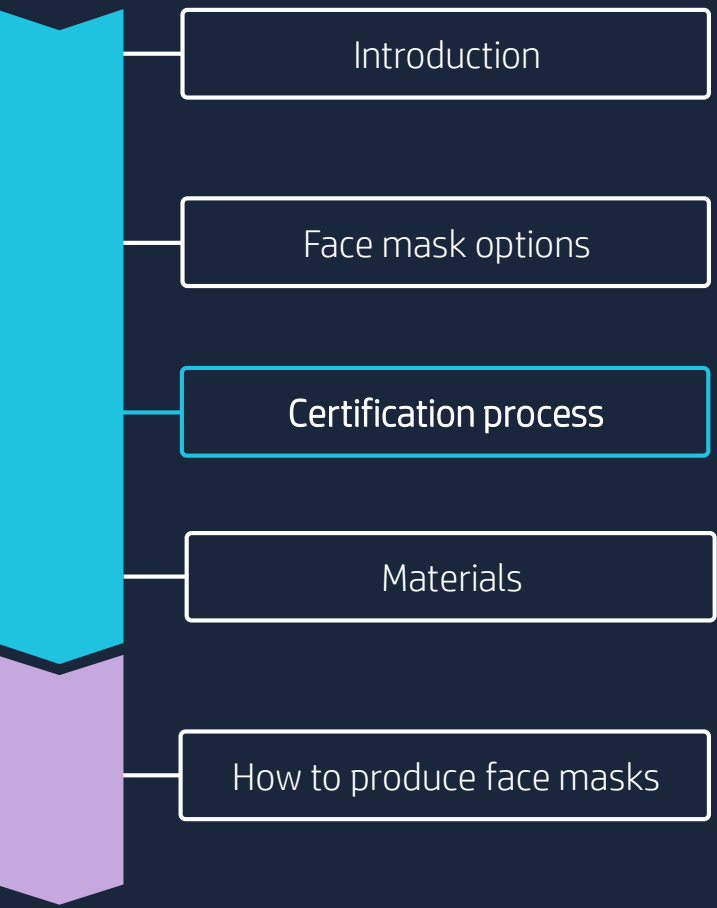 Introduction
Face mask options
Certification process
Materials
How to produce face masks